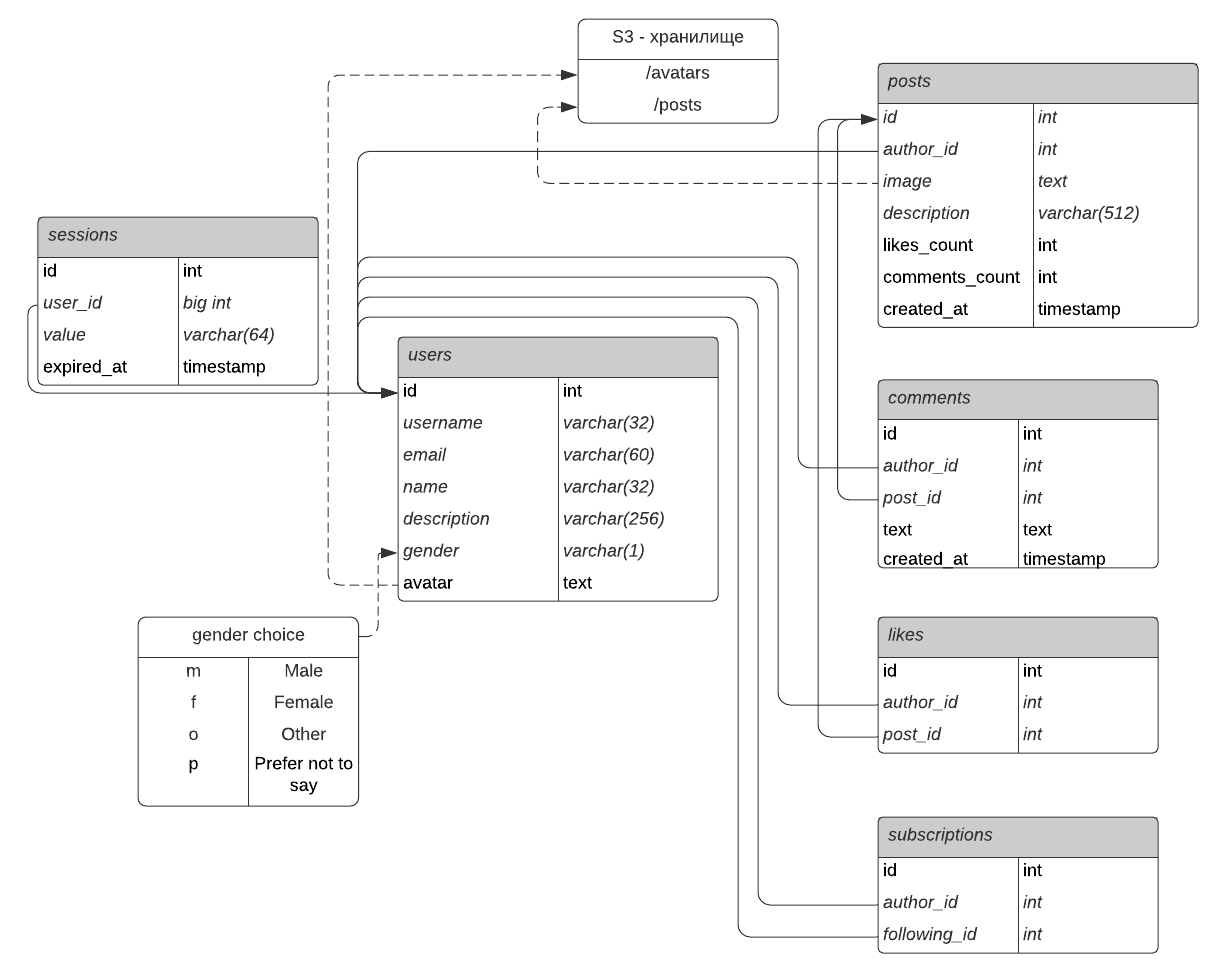 S3 - хранилище
/avatars
/posts
posts
id int
author_id int
image text
description varchar(512)
likes_count int
comments_count int
created_at timestamp
sessions
id int
user_id big int
value varchar(64)
expired_at timestamp
users
id int
username varchar(32)
email varchar(60)
name varchar(32)
description varchar(256)
gender varchar(1)
avatar text
comments
id int
author_id int
post_id int
text text
created_at timestamp
gender choice
m Male
f Female
o Other
p Prefer not to
say
likes
id int
author_id int
post_id int
subscriptions
id int
author_id int
following_id int